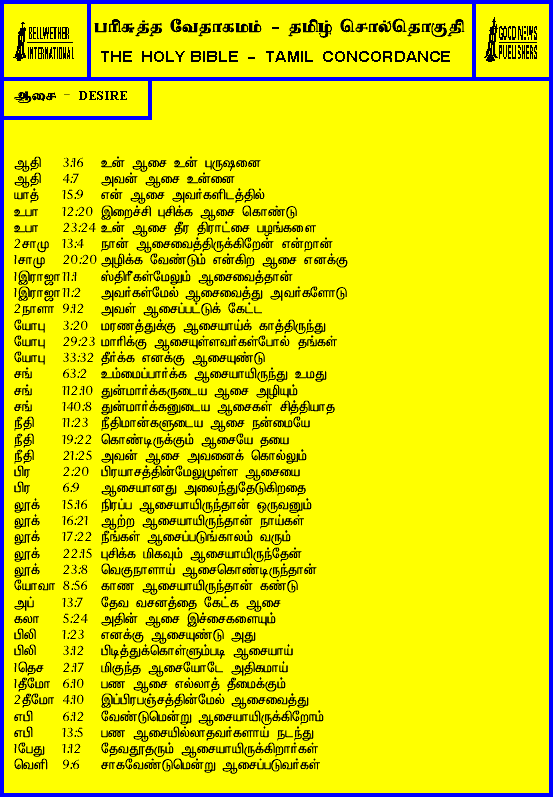 BELLWETHER
INTERNATIONAL
பரிசுத்த வேதாகமம் - தமிழ் சொல்தொகுதி
THE HOLY BIBLE - TAMIL CONCORDANCE
GOOD NEWS
PUBLISHERS
ஆசை - DESIRE
ஆதி 3:16 உன் ஆசை உன் புருஷனை
ஆதி 4:7 அவன் ஆசை உன்னை
யாத் 15:9 என் ஆசை அவர்களிடத்தில்
உபா 12:20 இறைச்சி புசிக்க ஆசை கொண்டு
உபா 23:24 உன் ஆசை தீர திராட்சை பழங்களை
2சாமு 13:4 நான் ஆசைவைத்திருக்கிறேன் என்றான்
1சாமு 20:20 அழிக்க வேண்டும் என்கிற ஆசை எனக்கு
1இராஜா 11:1 ஸ்திரீகள்மேலும் ஆசைவைத்தான்
1இராஜா 11:2 அவர்கள்மேல் ஆசைவைத்து அவர்களோடு
2நாளா 9:12 அவள் ஆசைப்பட்டுக் கேட்ட
யோபு 3:20 மரணத்துக்கு ஆசையாய்க் காத்திருந்து
யோபு 29:23 மாரிக்கு ஆசையுள்ளவர்கள்போல் தங்கள்
யோபு 33:32 தீர்க்க எனக்கு ஆசையுண்டு
சங் 63:2 உம்மைப்பார்க்க ஆசையாயிருந்து உமது
சங் 112:10 துன்மார்க்கருடைய ஆசை அழியும்
சங் 140:8 துன்மார்க்கனுடைய ஆசைகள் சித்தியாத
நீதி 11:23 நீதிமான்களுடைய ஆசை நன்மையே
நீதி 19:22 கொண்டிருக்கும் ஆசையே தயை
நீதி 21:25 அவன் ஆசை அவனைக் கொல்லும்
பிர 2:20 பிரயாசத்தின்மேலுமுள்ள ஆசையை
பிர 6:9 ஆசையானது அலைந்துதேடுகிறதை
லூக் 15:16 நிரப்ப ஆசையாயிருந்தான் ஒருவனும்
லூக் 16:21 ஆற்ற ஆசையாயிருந்தான் நாய்கள்
லூக் 17:22 நீங்கள் ஆசைப்படுங்காலம் வரும்
லூக் 22:15 புசிக்க மிகவும் ஆசையாயிருந்தேன்
லூக் 23:8 வெகுநாளாய் ஆசைகொண்டிருந்தான்
யோவா 8:56 காண ஆசையாயிருந்தான் கண்டு
அப் 13:7 தேவ வசனத்தை கேட்க ஆசை
கலா 5:24 அதின் ஆசை இச்சைகளையும்
பிலி 1:23 எனக்கு ஆசையுண்டு அது
பிலி 3:12 பிடித்துக்கொள்ளும்படி ஆசையாய்
1தெச 2:17 மிகுந்த ஆசையோடே அதிகமாய்
1தீமோ 6:10 பண ஆசை எல்லாத் தீமைக்கும்
2தீமோ 4:10 இப்பிரபஞ்சத்தின்மேல் ஆசைவைத்து
எபி 6:12 வேண்டுமென்று ஆசையாயிருக்கிறோம்
எபி 13:5 பண ஆசையில்லாதவர்களாய் நடந்து
1பேது 1:12 தேவதூதரும் ஆசையாயிருக்கிறார்கள்
வெளி 9:6 சாகவேண்டுமென்று ஆசைப்படுவர்கள்